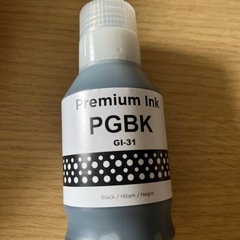 Premium Ink
PGBK
GI-31
Black / Hitam / Negro